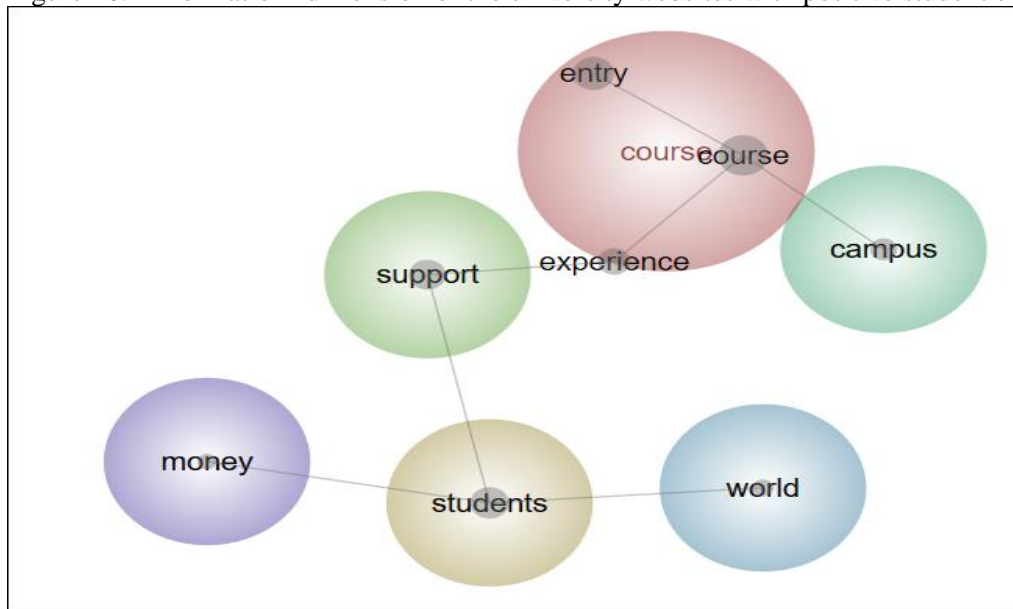 entry
course
course
campus
support
experience
money
students
world